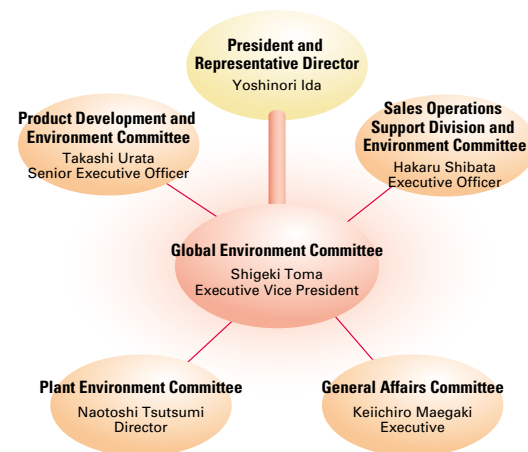 President and
Representative Director
Yoshinori Ida
Product Development and
Environment Committee
Takashi Urata
Senior Executive Officer
Sales Operations
Support Division and
Environment Committee
Hakaru Shibata
Executive Officer
Global Environment Committee
Shigeki Toma
Executive Vice President
Plant Environment Committee
Naotoshi Tsutsumi
Director
General Affairs Committee
Keiichiro Maegaki
Executive